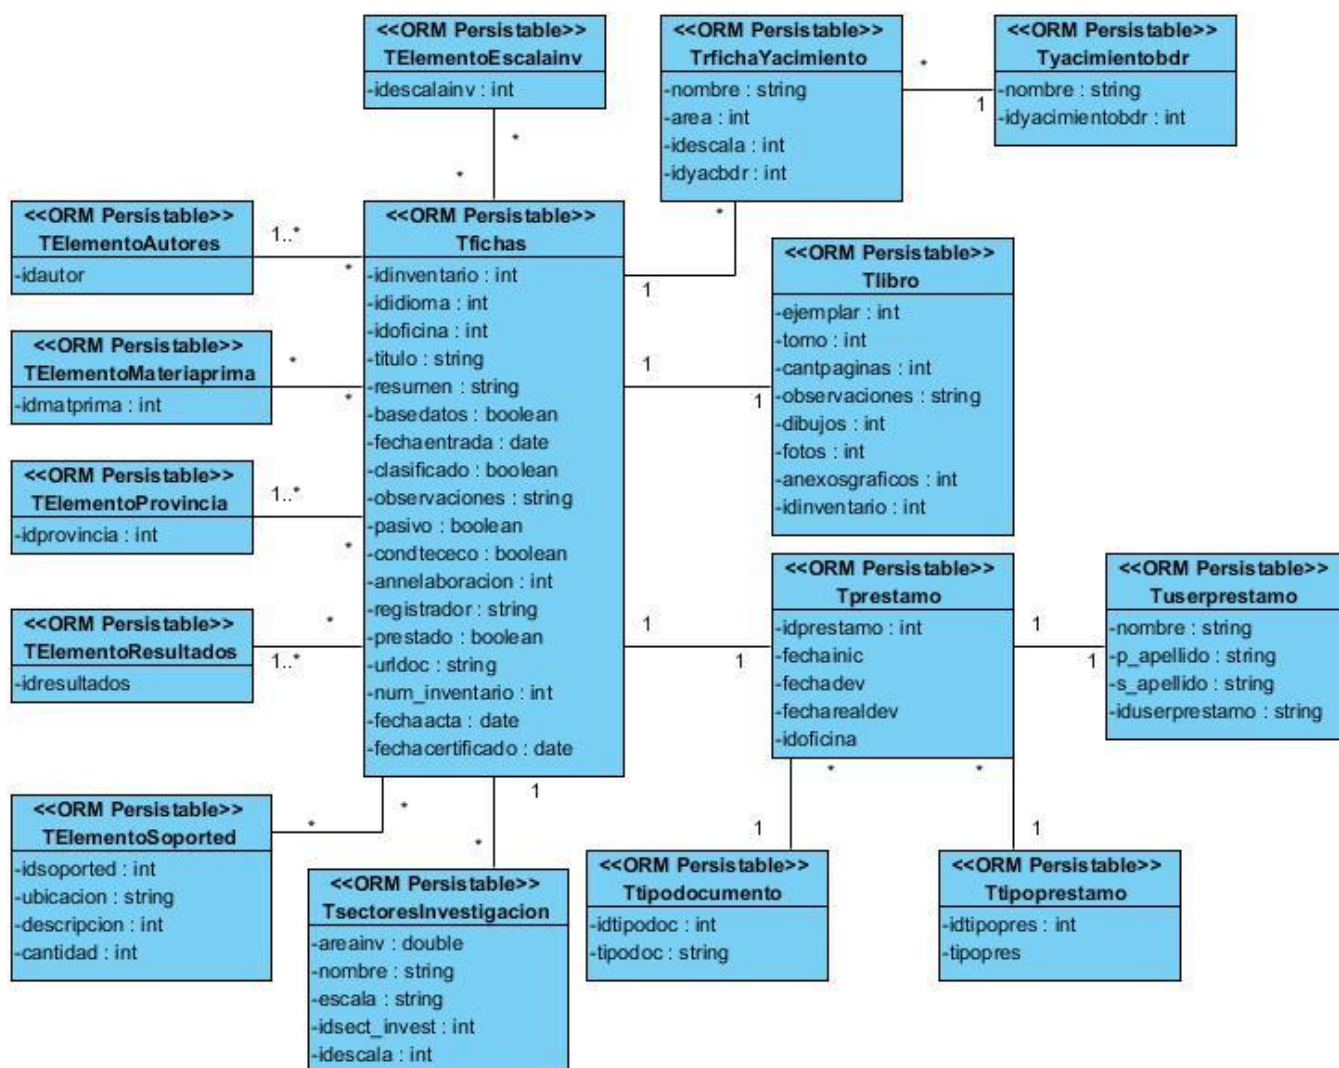 <<ORM Persistable>>
TElementoEscalainv
-idescalainv : int
*
*
<<ORM Persistable>>
TrfichaYacimiento
-nombre : string
-area : int
-idescala : int
-idyacbdr : int
*
1
<<ORM Persistable>>
Tyacimientobdr
-nombre : string
-idyacimientobdr : int
<<ORM Persistable>>
TElementoAutores
-idautor
1..*
*
<<ORM Persistable>>
Tfichas
-idinventario : int
-ididioma : int
-idoficina : int
-titulo : string
-resumen : string
-basedatos : boolean
-fechaentrada : date
-clasificado : boolean
-observaciones : string
-pasivo : boolean
-condtececo : boolean
-annelaboracion : int
-registrador : string
-prestado : boolean
-urldoc : string
-num_inventario : int
-fechaacta : date
-fechacertificado : date
*
1
<<ORM Persistable>>
Tlibro
-ejemplar : int
-tomo : int
-cantpaginas : int
-observaciones : string
-dibujos : int
-fotos : int
-anexosgraficos : int
-idinventario : int
1
1
<<ORM Persistable>>
TElementoMateriaprima
-idmatprima : int
*
*
<<ORM Persistable>>
TElementoProvincia
-idprovincia : int
1..*
*
<<ORM Persistable>>
TElementoResultados
-idresultados
*
1..*
1
1
<<ORM Persistable>>
Tprestamo
-idprestamo : int
-fechainic
-fechadev
-fecharealdev
-idoficina
1
1
<<ORM Persistable>>
Tuserprestamo
-nombre : string
-p_apellido : string
-s_apellido : string
-iduserprestamo : string
<<ORM Persistable>>
TElementoSoported
-idsoported : int
-ubicacion : string
-descripcion : int
-cantidad : int
*
*
1
*
<<ORM Persistable>>
TsectoresInvestigacion
-areainv : double
-nombre : string
-escala : string
-idsect_invest : int
-idescala : int
*
1
<<ORM Persistable>>
Ttipodocumento
-idtipodoc : int
-tipodoc : string
*
1
<<ORM Persistable>>
Ttipoprestamo
-idtipopres : int
-tipopres